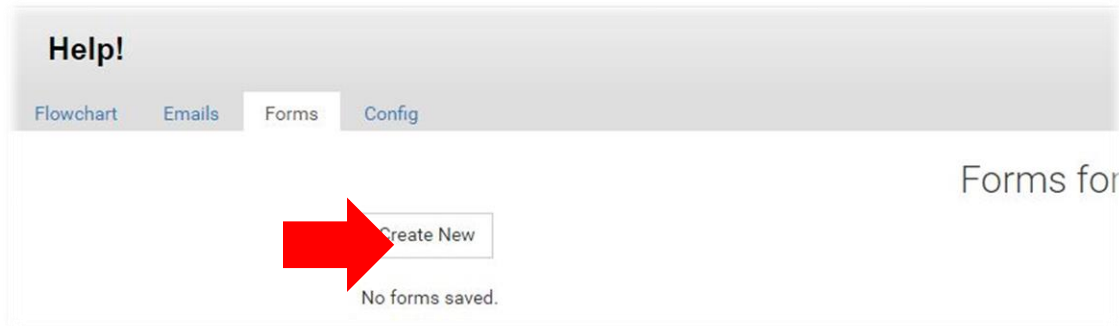 Help!
Flowchart Emails Forms Config
Forms for
Create New
No forms saved.